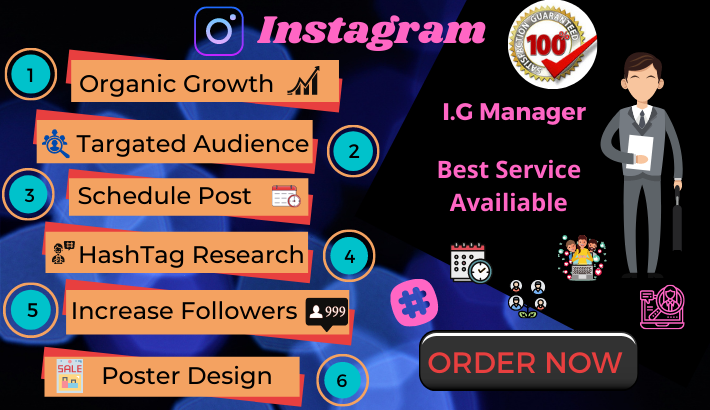 Instagram
SATISFACTION GUARANTEED
100%
1
Organic Growth
Targated Audience
2
3
Schedule Post
HashTag Research
4
5
Increase Followers
999
SALE
Poster Design
6
I.G Manager
Best Service
Availiable
#
ORDER NOW